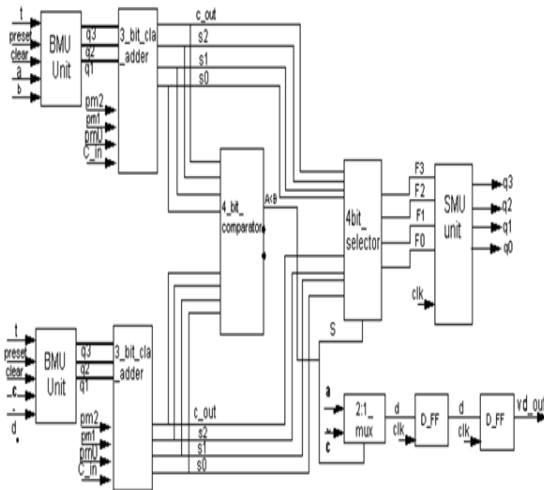 t
preset
clear
a
b
BMU
Unit
q3
q2
q1
3_bit_cla
_adder
pm2
pm1
pm0
C_in
c_out
s2
s1
s0
4_bit_
comparator
A<B
4bit_
selector
F3
F2
F1
F0
SMU
unit
clk
q3
q2
q1
q0
t
preset
clear
c
d
BMU
Unit
q3
q2
q1
3_bit_cla
_adder
pm2
pm1
pm0
C_in
c_out
s2
s1
s0
S
a
c
2:1_
mux
d
clk
D_FF
d
clk
D_FF
vd_out